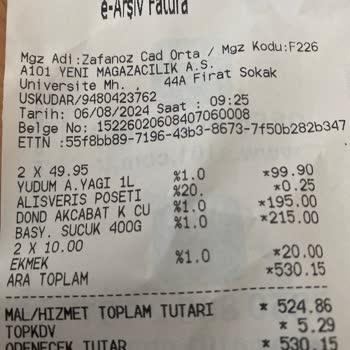 e-Arşiv Fatura
Mgz Adi:Zafanoz Cad Orta / Mgz Kodu:F226
A101 YENI MAGAZACILIK A.S.
Universite Mh. , 44A Firat Sokak
USKUDAR/9480423762
Tarih: 06/08/2024 Saat : 09:25
Belge No: 15226020608407060008
ETTN :55f8bb89-7196-43b3-8673-7f50b282b347
2 X 49.95
YUDUM A.YAGI 1L %1.0 *99.90
ALISVERIS POSETI %20. *0.25
DOND AKCABAT K CU %1.0 *195.00
BASY. SUCUK 400G %1.0 *215.00
2 X 10.00
EKMEK %1.0 *20.00
ARA TOPLAM *530.15
MAL/HIZMET TOPLAM TUTARI * 524.86
TOPKDV * 5.29
ODENECEK TUTAR * 530.15